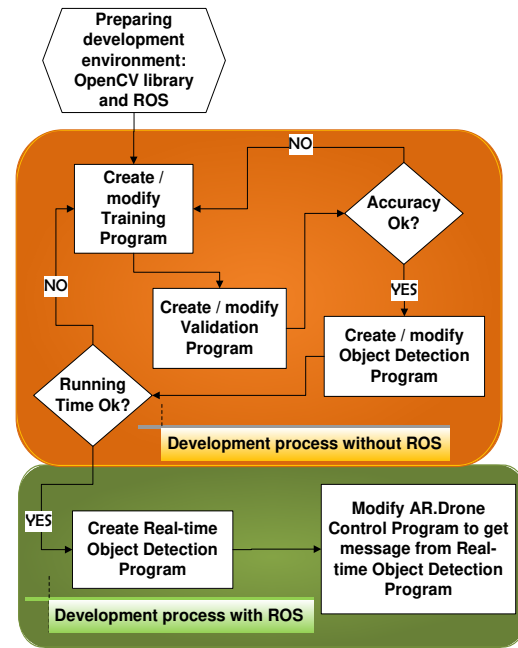 Preparing
development
environment:
OpenCV library
and ROS
NO
Create /
modify
Training
Program
Accuracy
Ok?
NO
YES
Create / modify
Validation
Program
Create / modify
Object Detection
Program
Running
Time Ok?
Development process without ROS
YES
Create Real-time
Object Detection
Program
Modify AR.Drone
Control Program to get
message from Real-
time Object Detection
Program
Development process with ROS